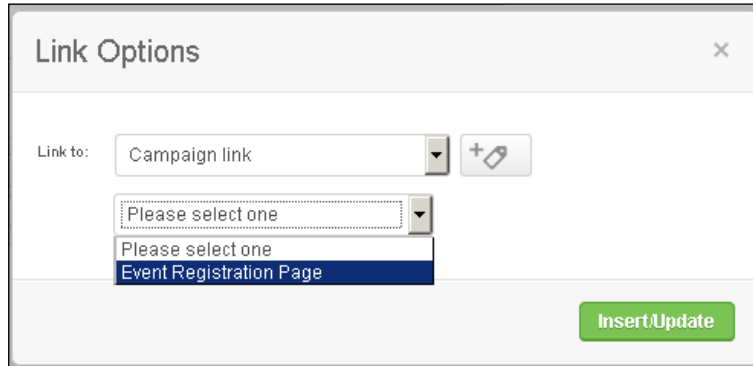 Link Options
×
Link to:
Campaign link
Please select one
Please select one
Event Registration Page
Insert/Update